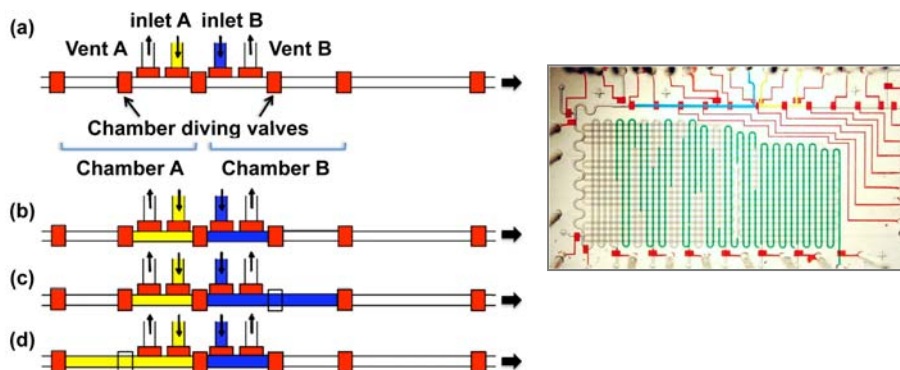 inlet A inlet B
(a)
Vent A Vent B
Chamber diving valves
Chamber A Chamber B
(b)
(c)
(d)